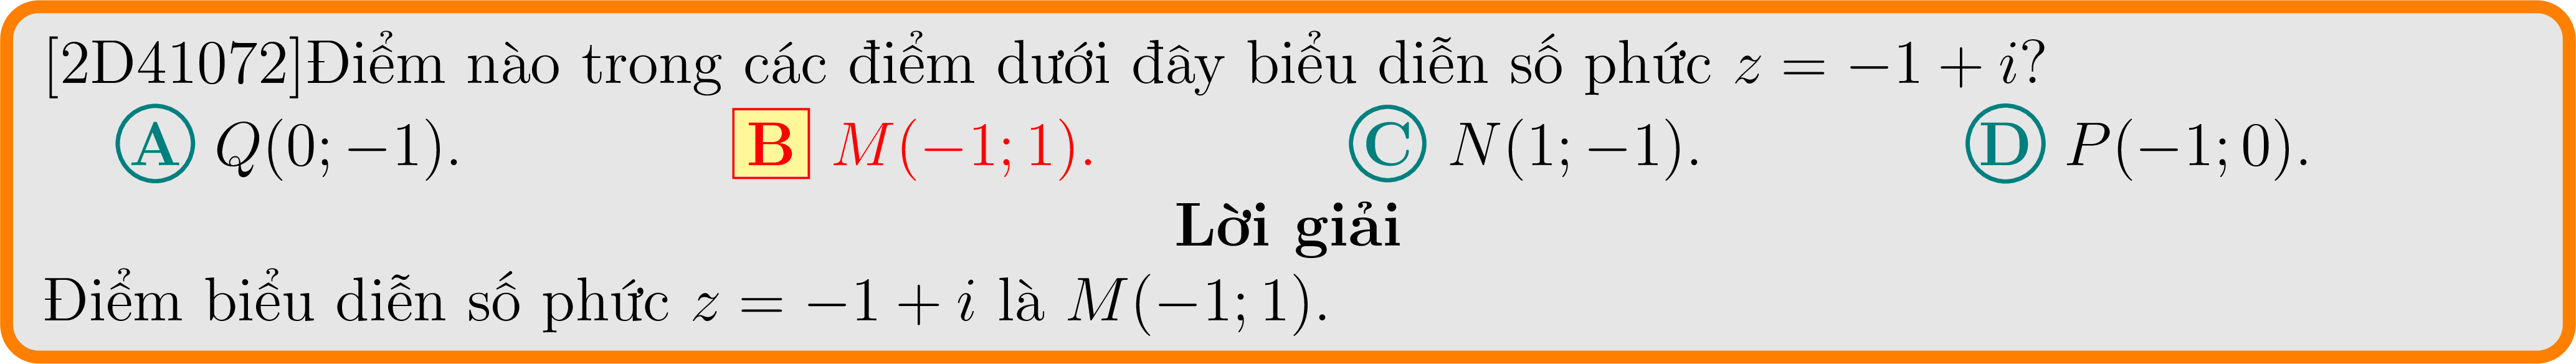 [2D41072]Điểm nào trong các điểm dưới đây biểu diễn số phức z = −1 + i?
A Q(0; −1). B M(−1; 1). C N(1; −1). D P(−1; 0).
Lời giải
Điểm biểu diễn số phức z = −1 + i là M(−1; 1).